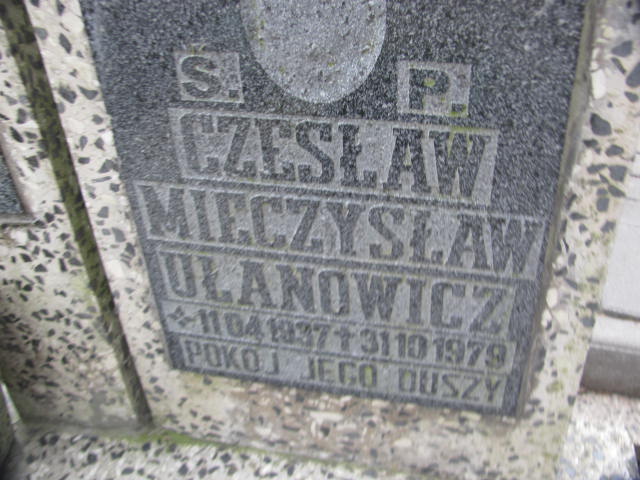 Ś. P.
CZESŁAW
MIECZYSŁAW
UŁANOWICZ
* 11 04 1937 + 31 10 1979
POKÓJ JEGO DUSZY